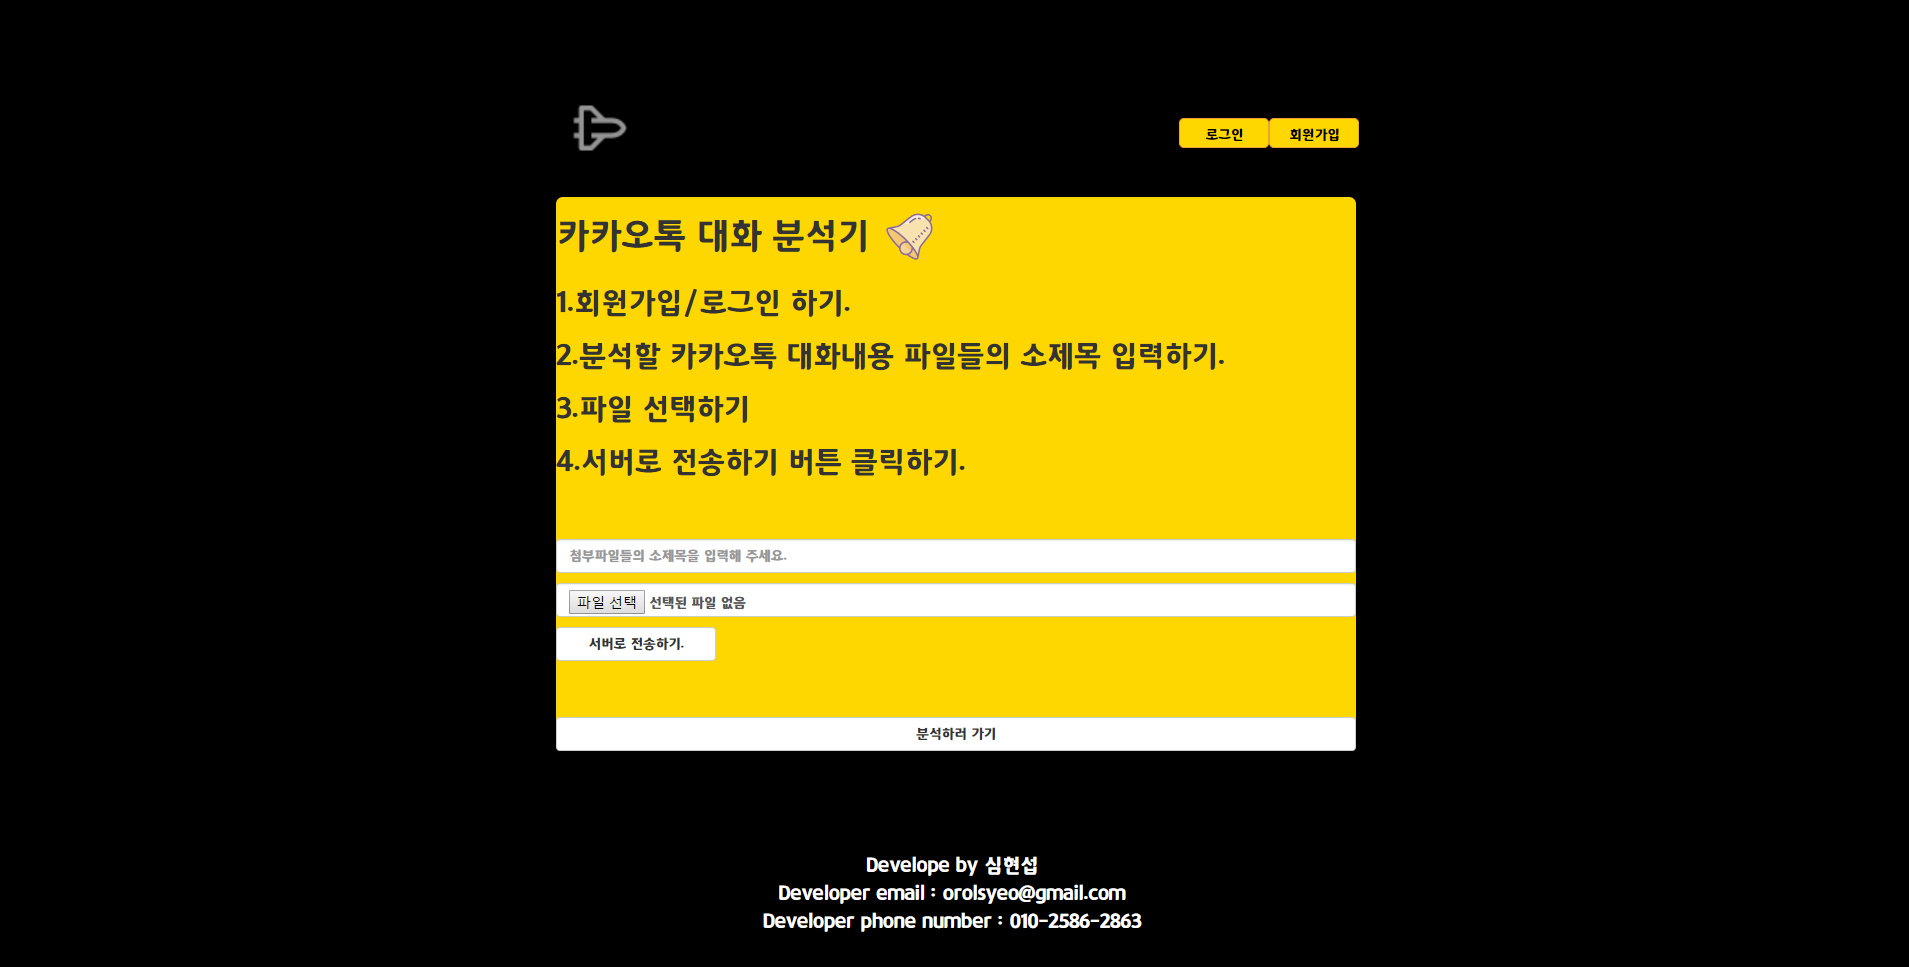 로그인 회원가입
카카오톡 대화 분석기
1.회원가입/로그인 하기.
2.분석할 카카오톡 대화내용 파일들의 소제목 입력하기.
3.파일 선택하기
4.서버로 전송하기 버튼 클릭하기.
첨부파일들의 소제목을 입력해 주세요.
파일 선택 선택된 파일 없음
서버로 전송하기.
분석하러 가기
Develope by 심현섭
Developer email : orolsyeo@gmail.com
Developer phone number : 010-2586-2863